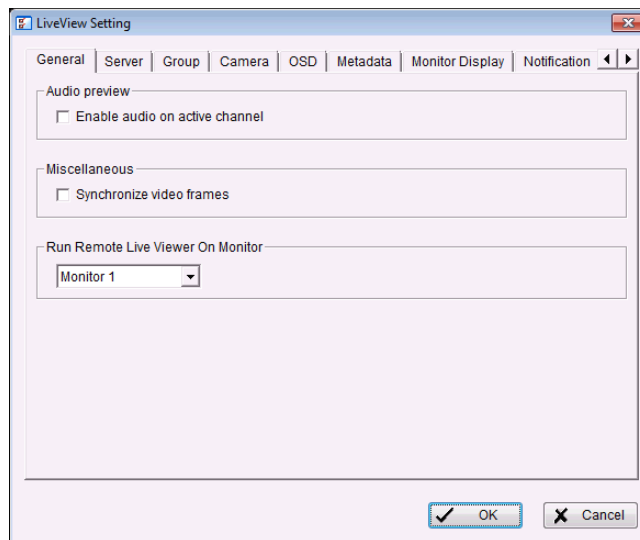 LiveView Setting
General Server Group Camera OSD Metadata Monitor Display Notification
Audio preview
Enable audio on active channel
Miscellaneous
Synchronize video frames
Run Remote Live Viewer On Monitor
Monitor 1
OK Cancel